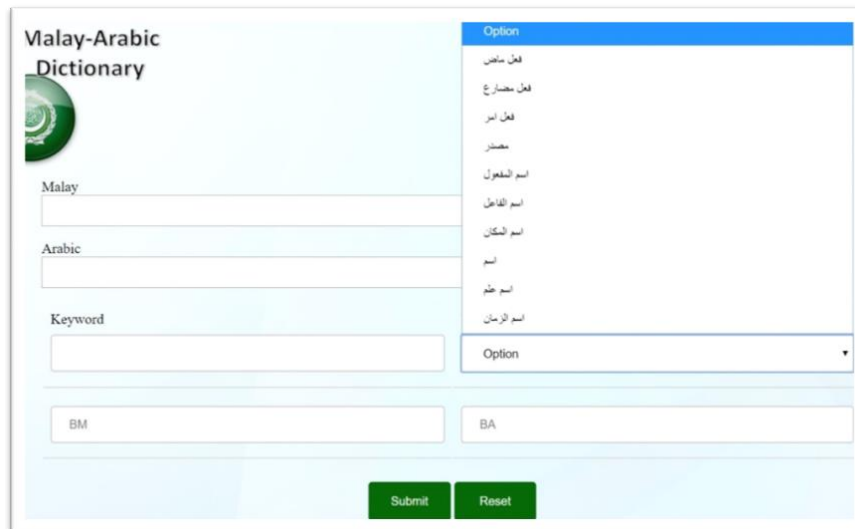 Malay-Arabic
Dictionary
Malay
Arabic
Keyword
Option
فعل ماض
فعل مضارع
فعل امر
مصدر
اسم المفعول
اسم الفاعل
اسم المكان
اسم
اسم علم
اسم الزمان
Option
BM
BA
Submit
Reset